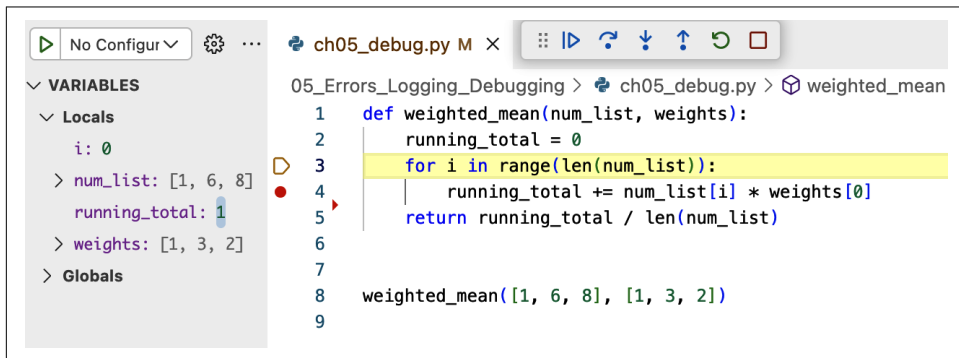 No Configur
ch05_debug.py M
VARIABLES
Locals
i: 0
num_list: [1, 6, 8]
running_total: 1
weights: [1, 3, 2]
Globals
05_Errors_Logging_Debugging > ch05_debug.py > weighted_mean
1 def weighted_mean(num_list, weights):
2 running_total = 0
3 for i in range(len(num_list)):
4 running_total += num_list[i] * weights[0]
5 return running_total / len(num_list)
6
7
8 weighted_mean([1, 6, 8], [1, 3, 2])
9